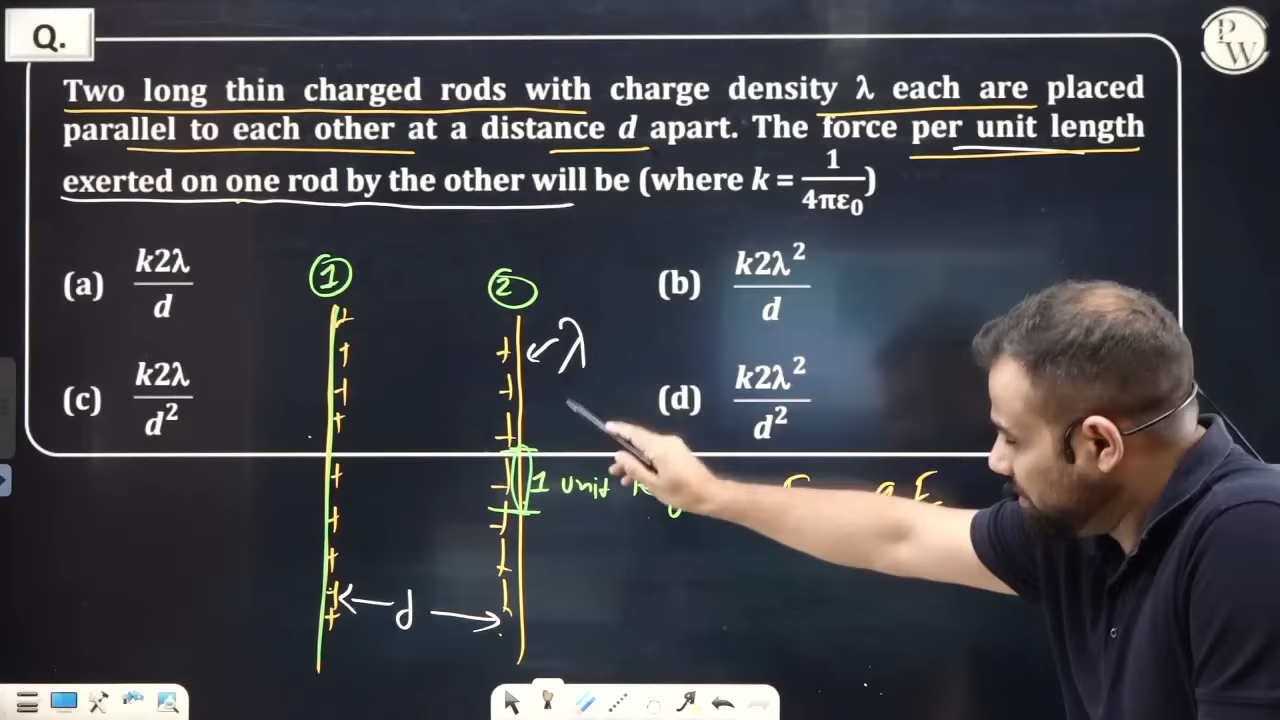 Q.
PW
Two long thin charged rods with charge density λ each are placed
parallel to each other at a distance d apart. The force per unit length
exerted on one rod by the other will be (where k = 1/4πε₀)
(a) k2λ/d
(b) k2λ²/d
(c) k2λ/d²
(d) k2λ²/d²
1
2
λ
1 unit
d